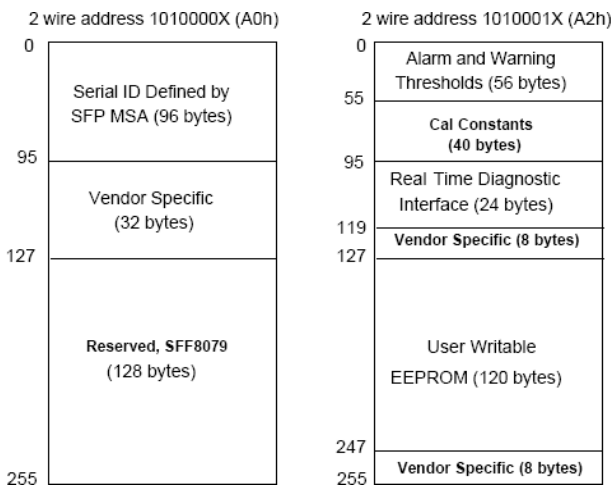 2 wire address 1010000X (A0h)
0
Serial ID Defined by
SFP MSA (96 bytes)
95
Vendor Specific
(32 bytes)
127
Reserved, SFF8079
(128 bytes)
255
2 wire address 1010001X (A2h)
0
Alarm and Warning
Thresholds (56 bytes)
55
Cal Constants
(40 bytes)
95
Real Time Diagnostic
Interface (24 bytes)
119
Vendor Specific (8 bytes)
127
User Writable
EEPROM (120 bytes)
247
Vendor Specific (8 bytes)
255